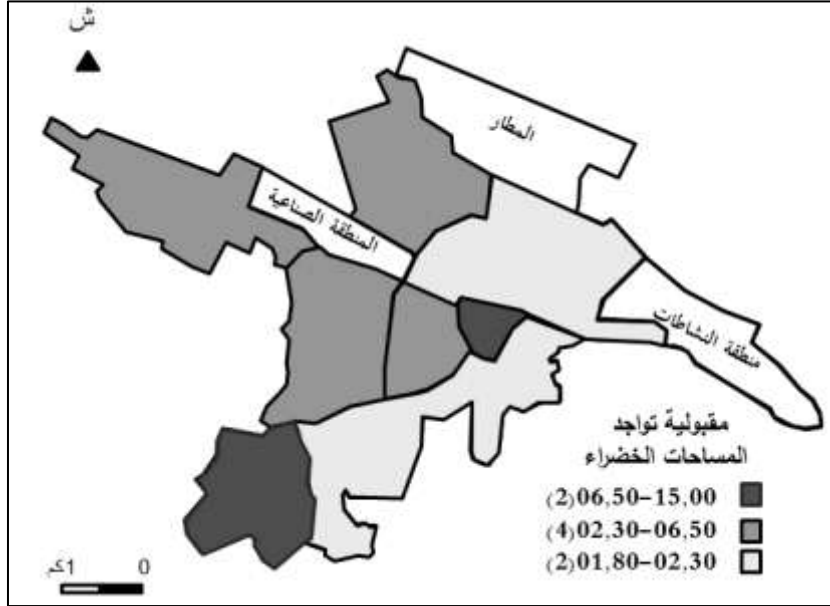 ش
المطار
المنطقة الصناعية
منطقة النشاطات
مقبولية تواجد
المساحات الخضراء
(2)06,50-15,00
(4)02,30-06,50
(2)01,80-02,30
1كم 0